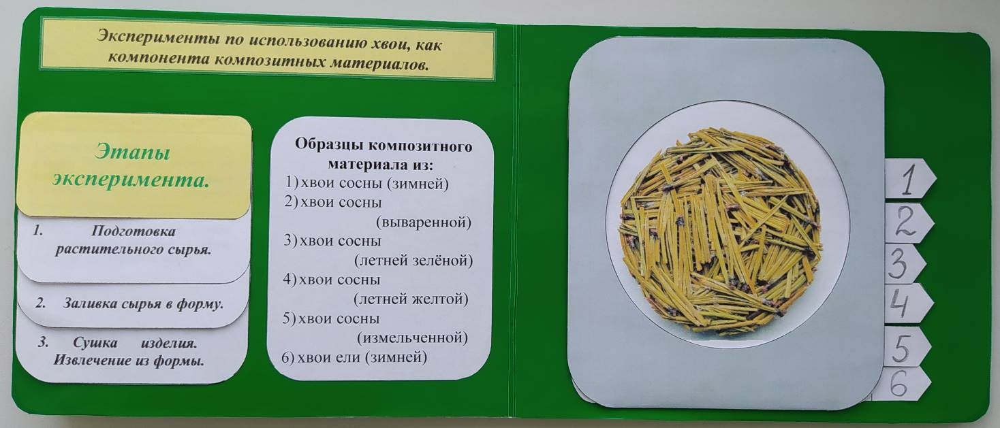 Эксперименты по использованию хвои, как
компонента композитных материалов.
Этапы
эксперимента.
1. Подготовка
растительного сырья.
2. Заливка сырья в форму.
3. Сушка изделия.
Извлечение из формы.
Образцы композитного
материала из:
1) хвои сосны (зимней)
2) хвои сосны
(вываренной)
3) хвои сосны
(летней зелёной)
4) хвои сосны
(летней желтой)
5) хвои сосны
(измельченной)
6) хвои ели (зимней)
1
2
3
4
5
6